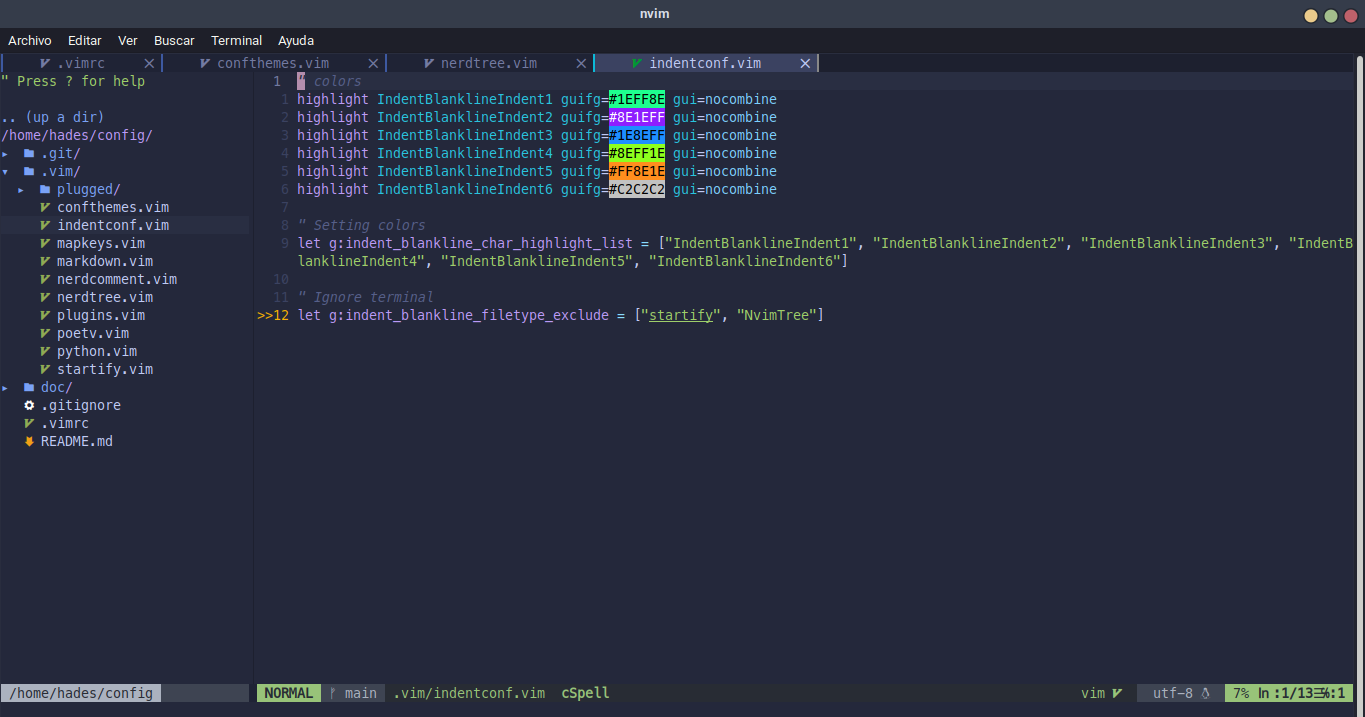 nvim
Archivo Editar Ver Buscar Terminal Ayuda
.vimrc confthemes.vim nerdtree.vim indentconf.vim
" Press ? for help
.. (up a dir)
/home/hades/config/
.git/
.vim/
plugged/
confthemes.vim
indentconf.vim
mapkeys.vim
markdown.vim
nerdcomment.vim
nerdtree.vim
plugins.vim
poetv.vim
python.vim
startify.vim
doc/
.gitignore
.vimrc
README.md
/home/hades/config
1 " colors
1 highlight IndentBlanklineIndent1 guifg=#1EFF8E gui=nocombine
2 highlight IndentBlanklineIndent2 guifg=#8E1EFF gui=nocombine
3 highlight IndentBlanklineIndent3 guifg=#1E8EFF gui=nocombine
4 highlight IndentBlanklineIndent4 guifg=#8EFF1E gui=nocombine
5 highlight IndentBlanklineIndent5 guifg=#FF8E1E gui=nocombine
6 highlight IndentBlanklineIndent6 guifg=#C2C2C2 gui=nocombine
7
8 " Setting colors
9 let g:indent_blankline_char_highlight_list = ["IndentBlanklineIndent1", "IndentBlanklineIndent2", "IndentBlanklineIndent3", "IndentB
lanklineIndent4", "IndentBlanklineIndent5", "IndentBlanklineIndent6"]
10
11 " Ignore terminal
>>12 let g:indent_blankline_filetype_exclude = ["startify", "NvimTree"]
NORMAL main .vim/indentconf.vim cSpell vim utf-8 7% ln :1/13☰℅:1